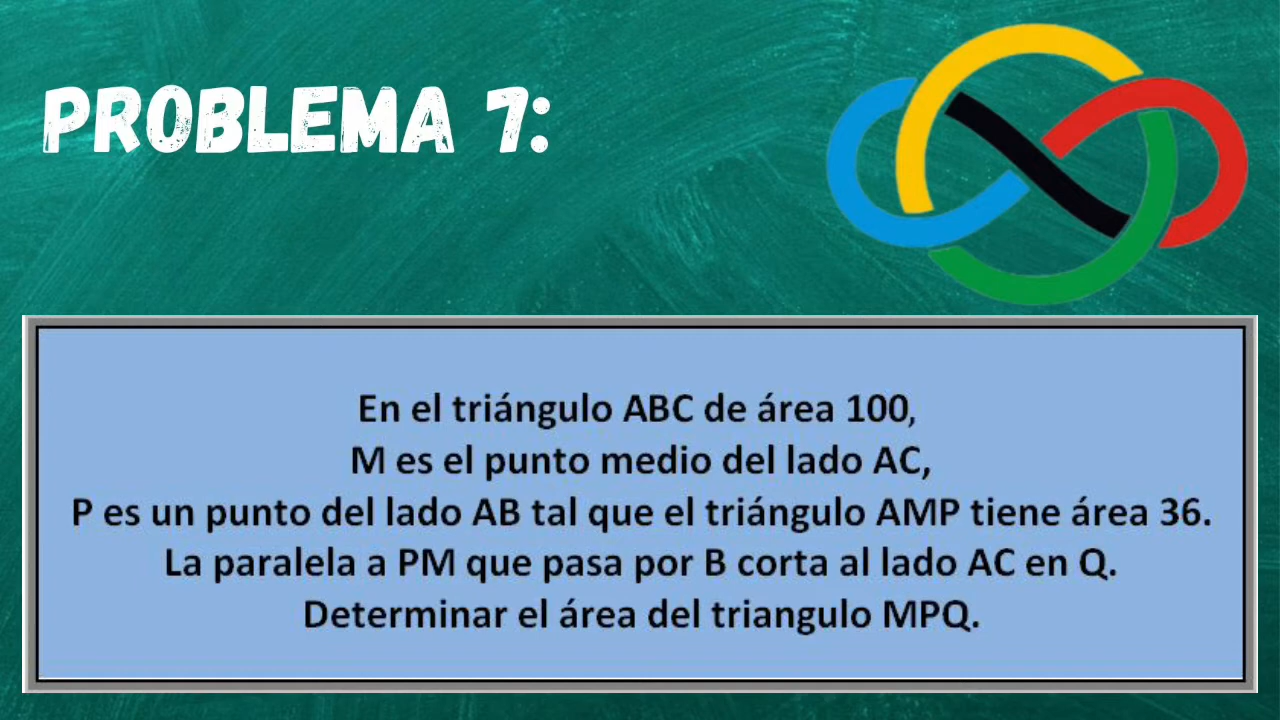 PROBLEMA 7:
En el triángulo ABC de área 100,
M es el punto medio del lado AC,
P es un punto del lado AB tal que el triángulo AMP tiene área 36.
La paralela a PM que pasa por B corta al lado AC en Q.
Determinar el área del triangulo MPQ.